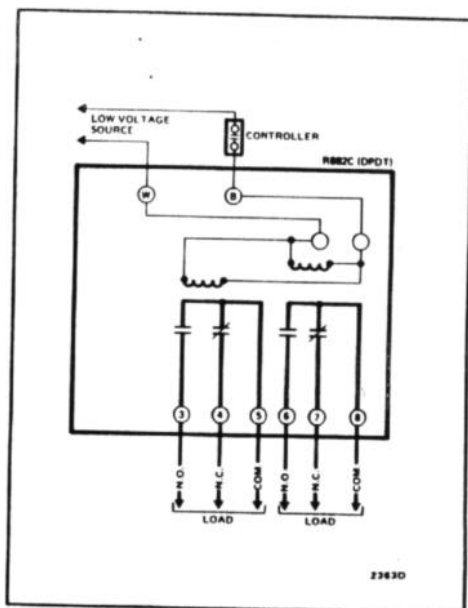 LOW VOLTAGE
SOURCE
CONTROLLER
R882C (DPDT)
W
B
3
4
5
6
7
8
N.O.
N.C.
COM
N.O.
N.C.
COM
LOAD
LOAD
2363D